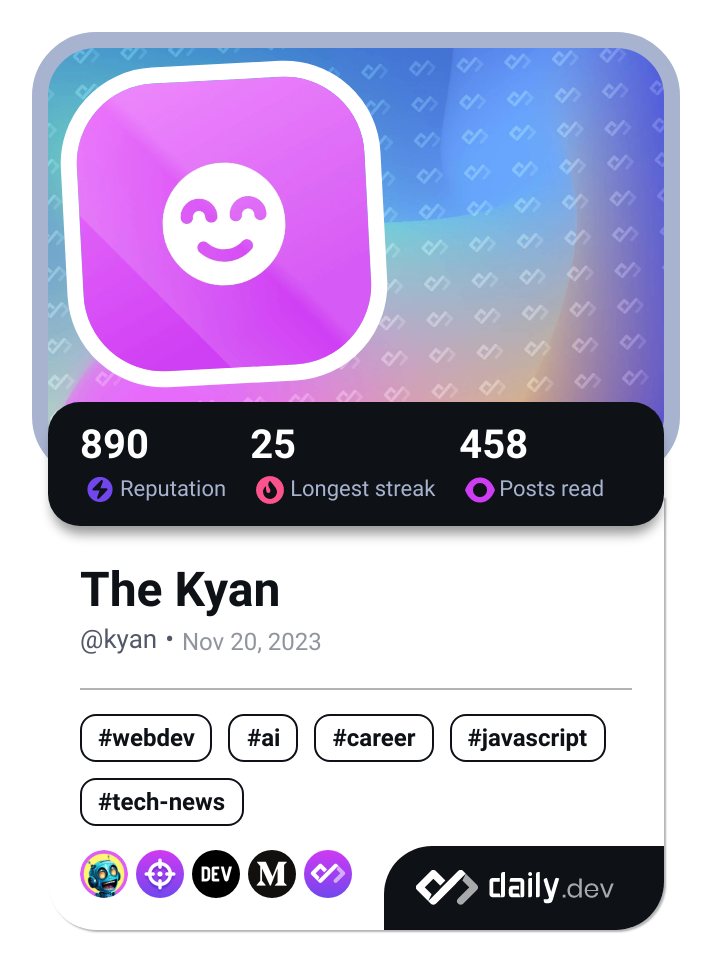 890 25 458
Reputation Longest streak Posts read
The Kyan
@kyan • Nov 20, 2023
#webdev #ai #career #javascript
#tech-news
DEV M daily.dev